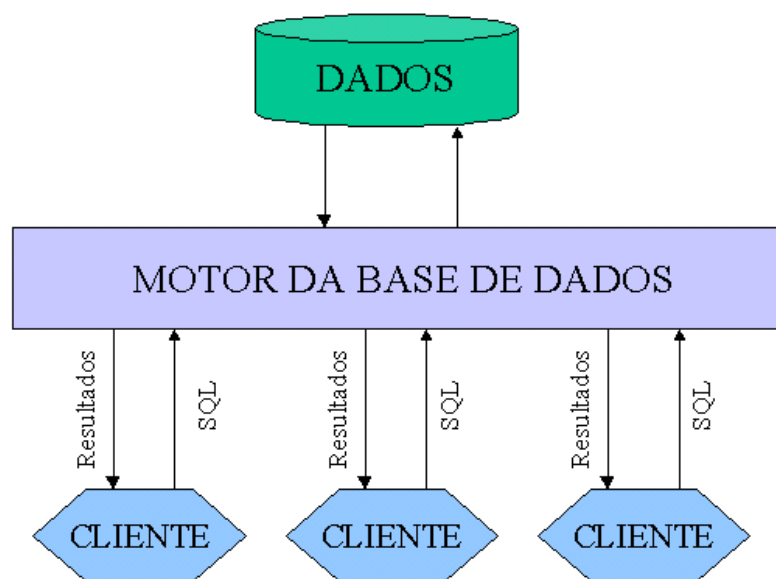 DADOS
MOTOR DA BASE DE DADOS
Resultados
SQL
Resultados
SQL
Resultados
SQL
CLIENTE
CLIENTE
CLIENTE